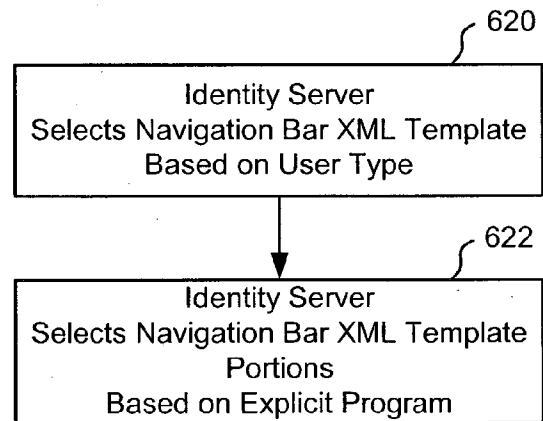 620
Identity Server
Selects Navigation Bar XML Template
Based on User Type
622
Identity Server
Selects Navigation Bar XML Template
Portions
Based on Explicit Program